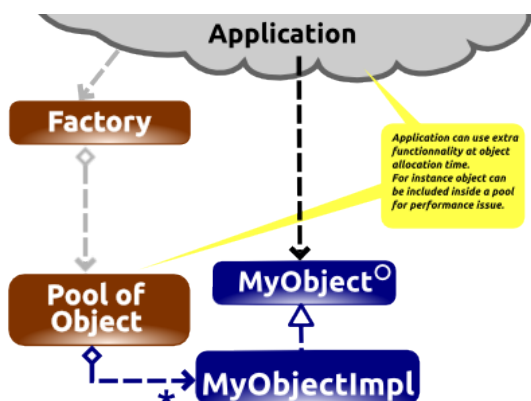 Application
Factory
Application can use extra
functionnality at object
allocation time.
For instance object can
be included inside a pool
for performance issue.
MyObject
Pool of
Object
MyObjectImpl
*